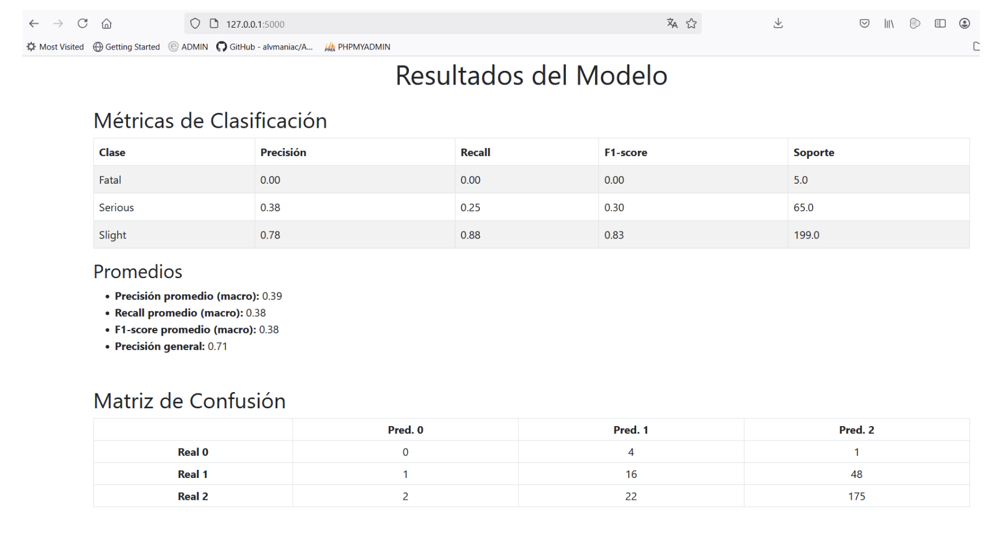 127.0.0.1:5000
Most Visited Getting Started ADMIN GitHub - alvmaniac/A... PHPMYADMIN
Resultados del Modelo
Métricas de Clasificación
Clase Precisión Recall F1-score Soporte
Fatal 0.00 0.00 0.00 5.0
Serious 0.38 0.25 0.30 65.0
Slight 0.78 0.88 0.83 199.0
Promedios
• Precisión promedio (macro): 0.39
• Recall promedio (macro): 0.38
• F1-score promedio (macro): 0.38
• Precisión general: 0.71
Matriz de Confusión
Pred. 0 Pred. 1 Pred. 2
Real 0 0 4 1
Real 1 1 16 48
Real 2 2 22 175